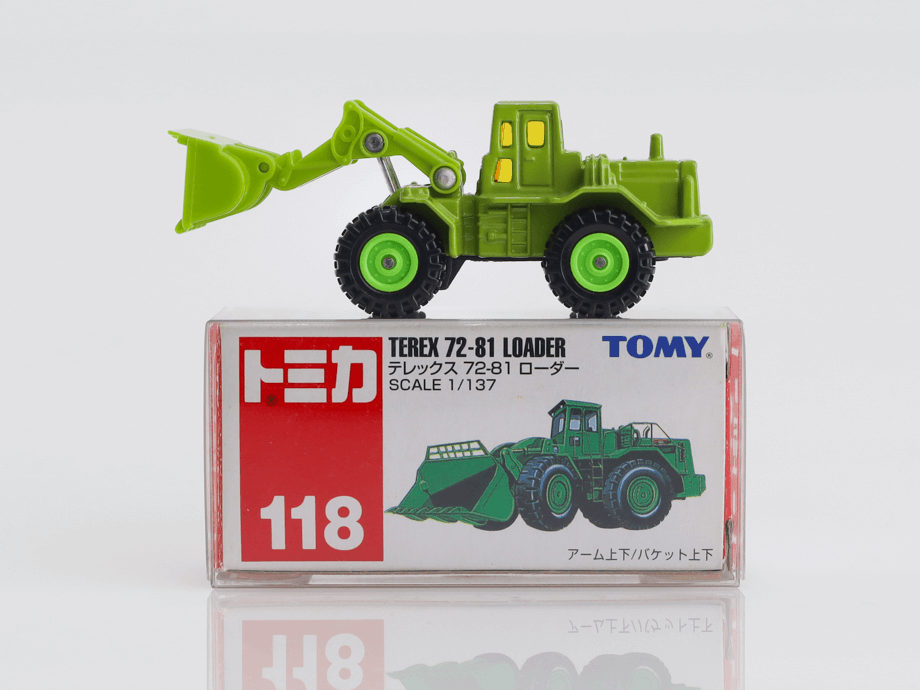 トミカ
118
TEREX 72-81 LOADER
テレックス 72-81 ローダー
SCALE 1/137
TOMY®
アーム上下/バケット上下